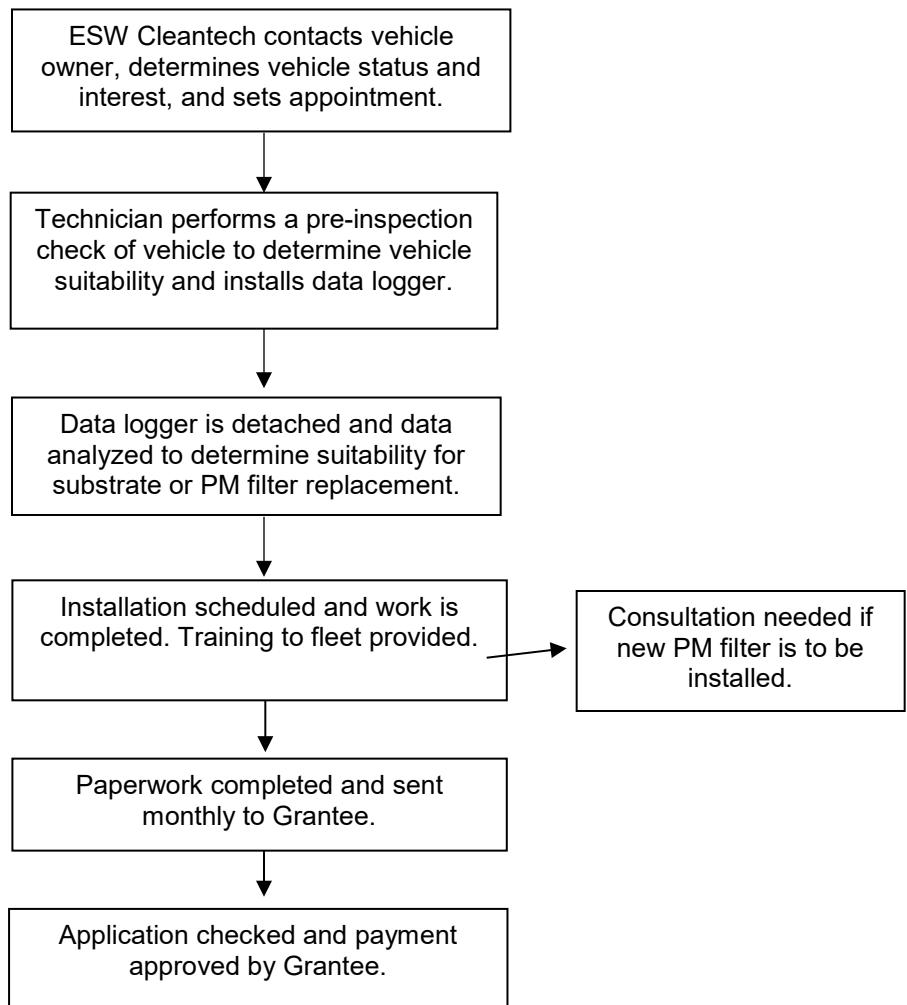 ESW Cleantech contacts vehicle
owner, determines vehicle status and
interest, and sets appointment.
Technician performs a pre-inspection
check of vehicle to determine vehicle
suitability and installs data logger.
Data logger is detached and data
analyzed to determine suitability for
substrate or PM filter replacement.
Installation scheduled and work is
completed. Training to fleet provided.
Consultation needed if
new PM filter is to be
installed.
Paperwork completed and sent
monthly to Grantee.
Application checked and payment
approved by Grantee.